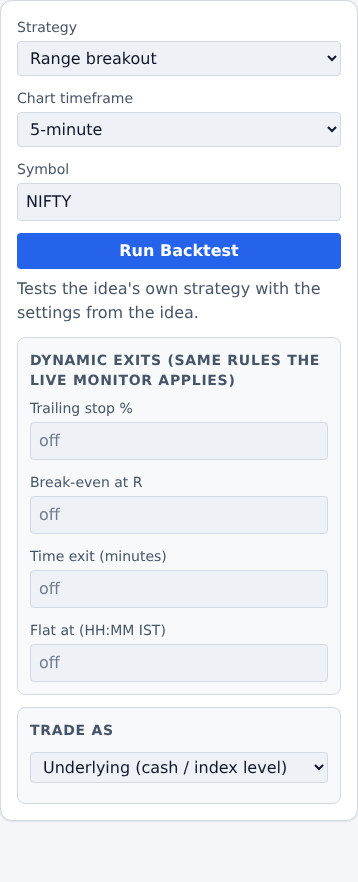 Strategy
Range breakout
Chart timeframe
5-minute
Symbol
NIFTY
Run Backtest
Tests the idea's own strategy with the
settings from the idea.
DYNAMIC EXITS (SAME RULES THE
LIVE MONITOR APPLIES)
Trailing stop %
off
Break-even at R
off
Time exit (minutes)
off
Flat at (HH:MM IST)
off
TRADE AS
Underlying (cash / index level)